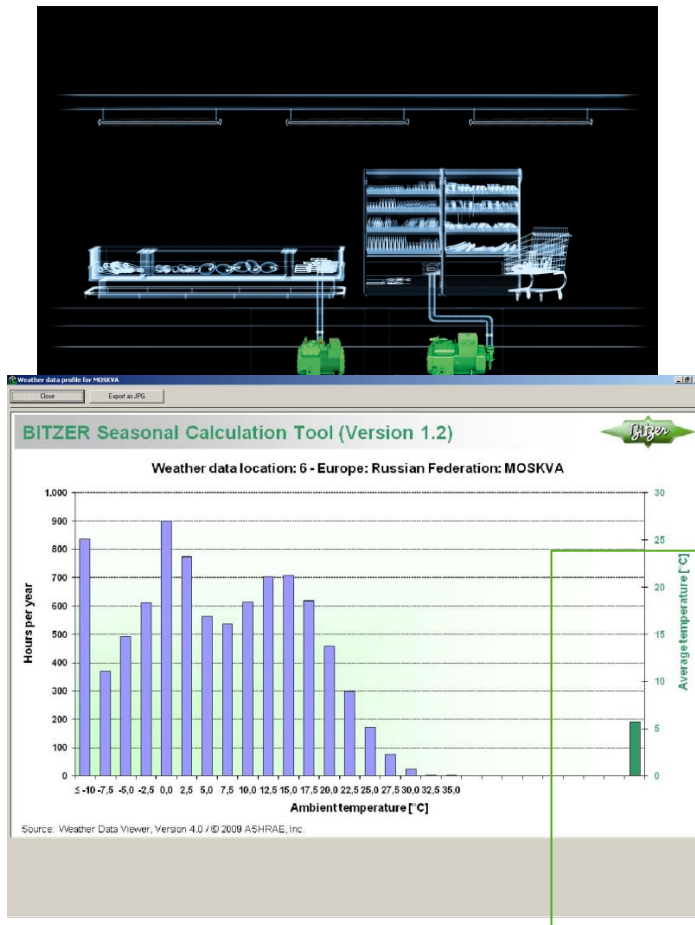 Weather data profile for MOSKVA
Close
Export as JPG
BITZER Seasonal Calculation Tool (Version 1.2)
Bitzer
Weather data location: 6 - Europe: Russian Federation: MOSKVA
1.000
900
800
700
600
500
400
300
200
100
0
Hours per year
30
25
20
15
10
5
0
Average temperature [°C]
≤ -10 -7,5 -5,0 -2,5 0,0 2,5 5,0 7,5 10,0 12,5 15,0 17,5 20,0 22,5 25,0 27,5 30,0 32,5 35,0
Ambient temperature [°C]
Source: Weather Data Viewer, Version 4.0 / © 2009 ASHRAE, Inc.